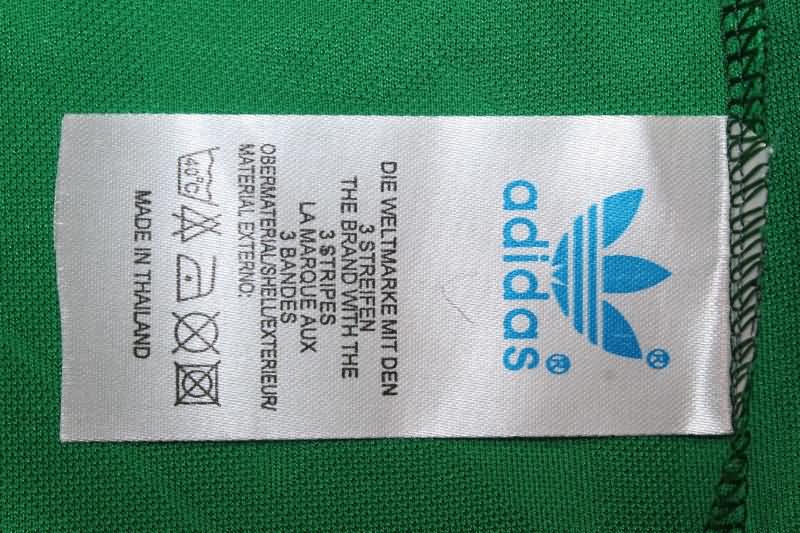 ®
adidas®
DIE WELTMARKE MIT DEN
3 STREIFEN
THE BRAND WITH THE
3 STRIPES
LA MARQUE AUX
3 BANDES
OBERMATERIAL/SHELL/EXTERIEUR/
MATERIAL EXTERNO:
40°C
MADE IN THAILAND